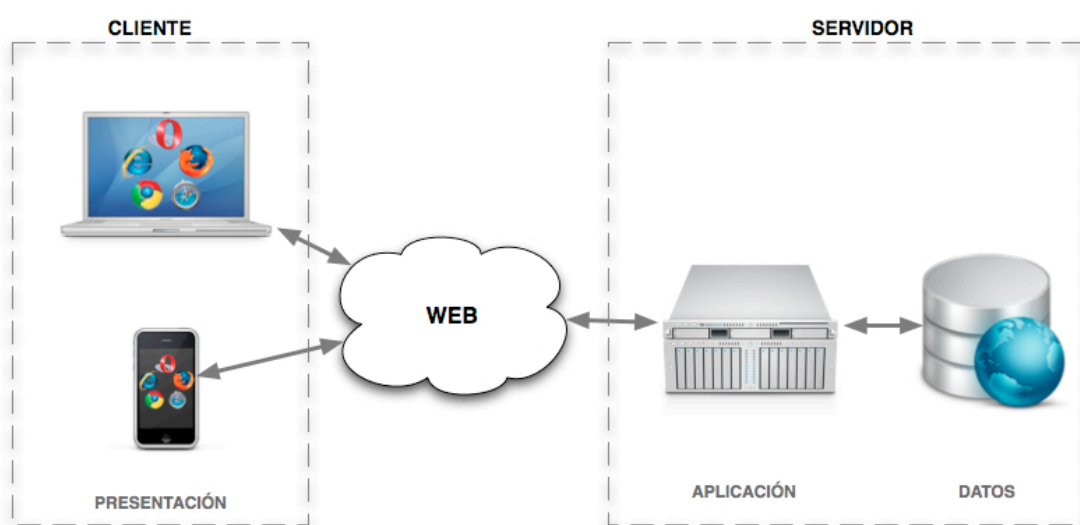 CLIENTE
SERVIDOR
WEB
PRESENTACIÓN
APLICACIÓN
DATOS